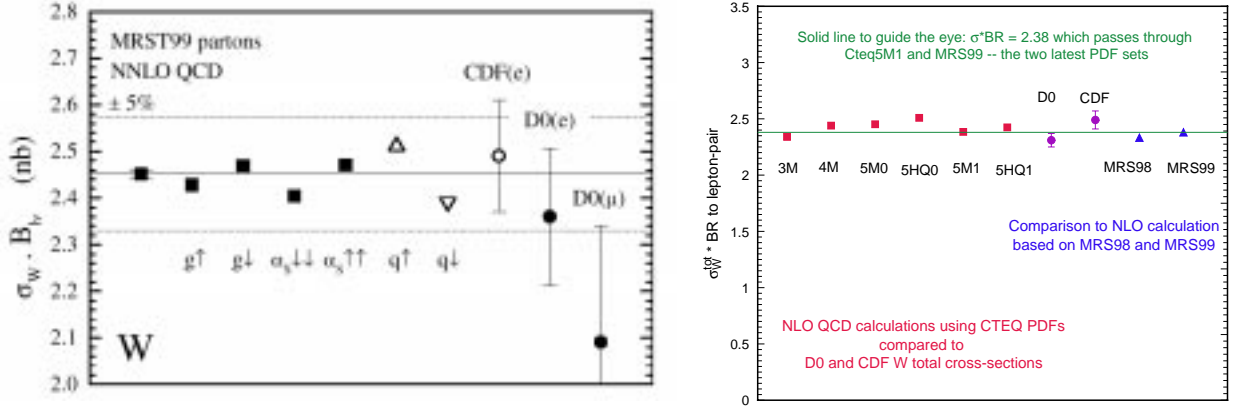 2.8
2.7
2.6
2.5
2.4
2.3
2.2
2.1
2.0
σW · Blν (nb)
MRST99 partons
NNLO QCD
± 5%
CDF(e)
D0(e)
D0(μ)
g↑ g↓ αS↓↓ αS↑↑ q↑ q↓
W
3.5
3
2.5
2
1.5
1
0.5
0
σW^tot * BR to lepton-pair
Solid line to guide the eye: σ*BR = 2.38 which passes through
Cteq5M1 and MRS99 -- the two latest PDF sets
D0 CDF
3M 4M 5M0 5HQ0 5M1 5HQ1 MRS98 MRS99
Comparison to NLO calculation
based on MRS98 and MRS99
NLO QCD calculations using CTEQ PDFs
compared to
D0 and CDF W total cross-sections